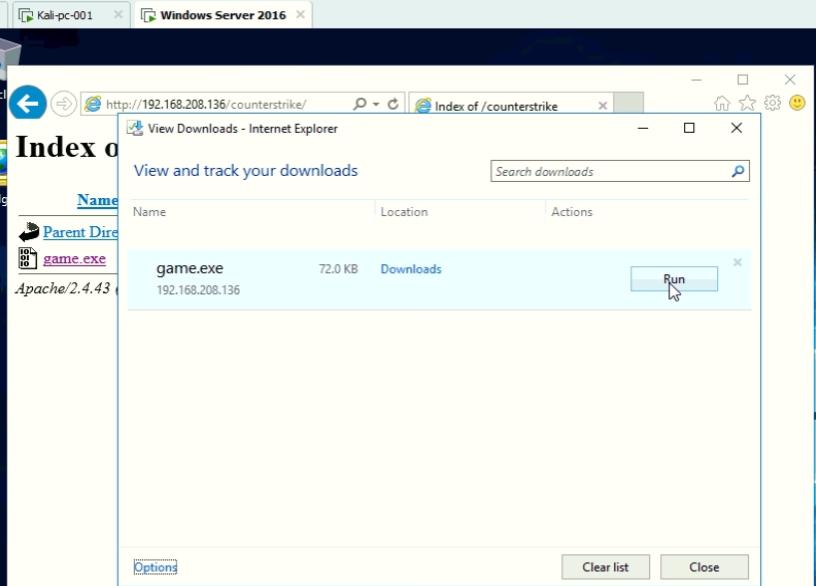 Kali-pc-001
Windows Server 2016
http://192.168.208.136/counterstrike/
Index of /counterstrike
View Downloads - Internet Explorer
Index o
View and track your downloads
Search downloads
Name
Name
Location
Actions
Parent Dire
game.exe
game.exe
72.0 KB
Downloads
Run
192.168.208.136
Apache/2.4.43 (
Options
Clear list
Close